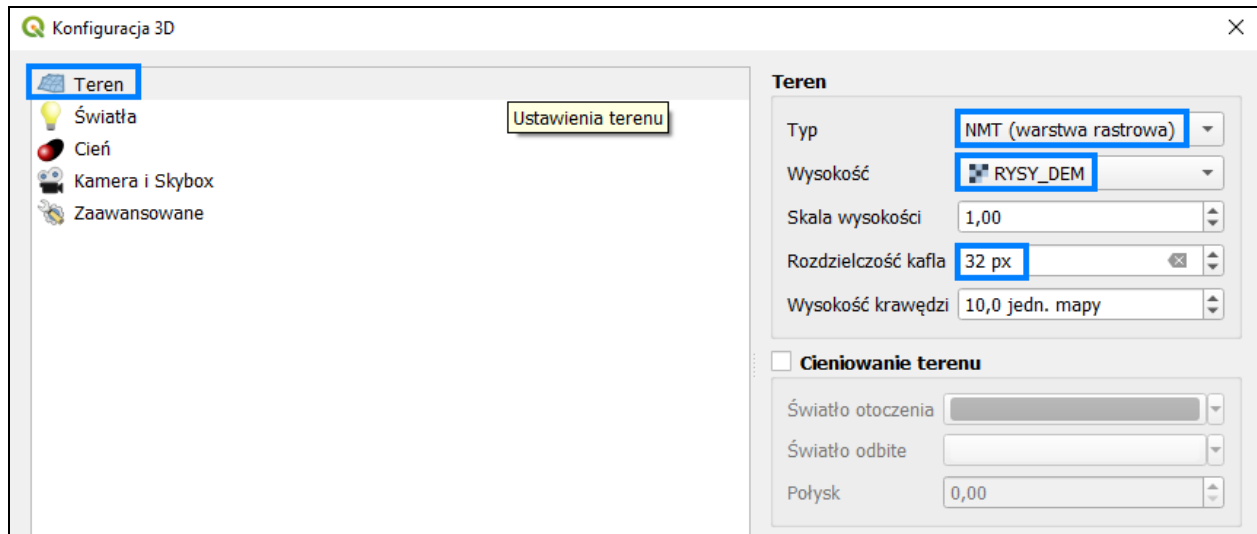 Konfiguracja 3D
Teren
Światła
Cień
Kamera i Skybox
Zaawansowane
Ustawienia terenu
Teren
Typ NMT (warstwa rastrowa)
Wysokość RYSY_DEM
Skala wysokości 1,00
Rozdzielczość kafla 32 px
Wysokość krawędzi 10,0 jedn. mapy
Cieniowanie terenu
Światło otoczenia
Światło odbite
Połysk 0,00